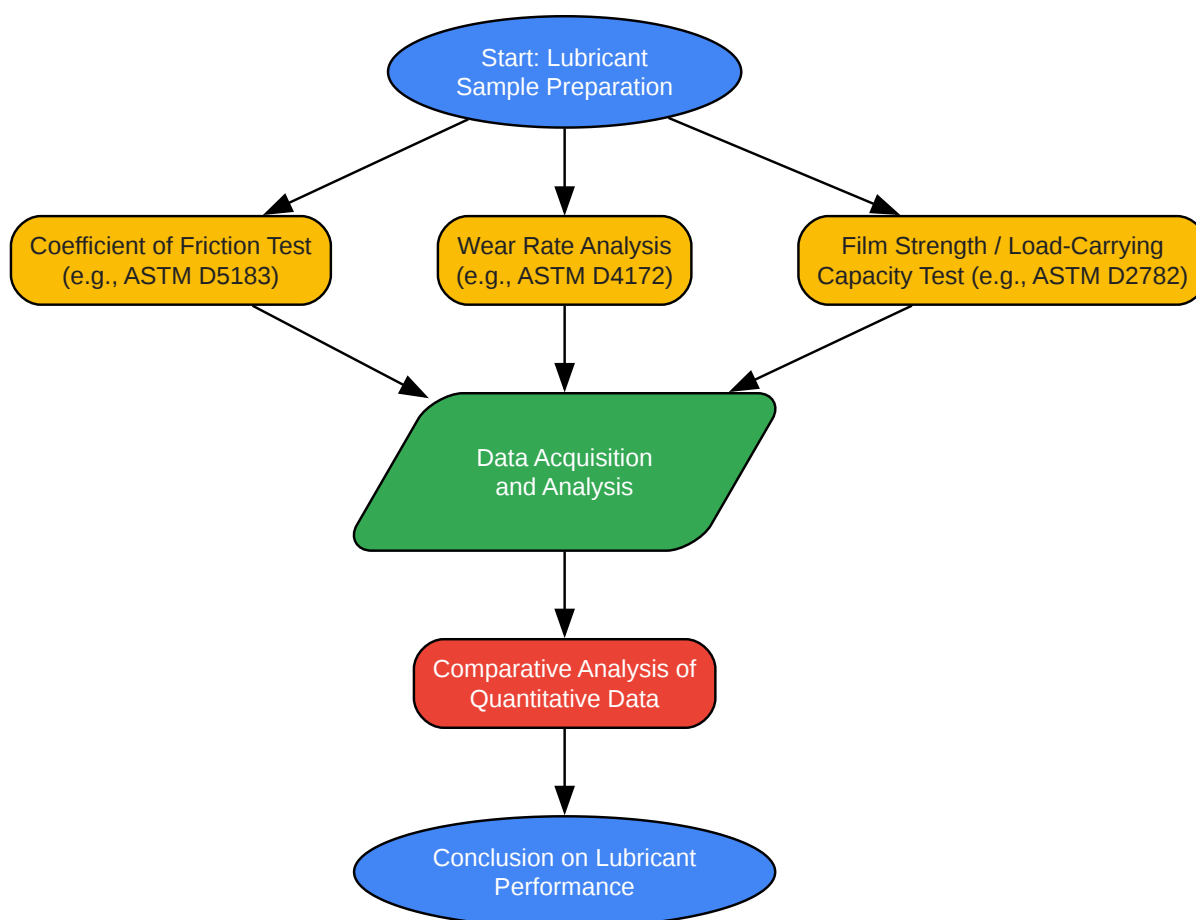 Start: Lubricant
Sample Preparation
Coefficient of Friction Test
(e.g., ASTM D5183)
Wear Rate Analysis
(e.g., ASTM D4172)
Film Strength / Load-Carrying
Capacity Test (e.g., ASTM D2782)
Data Acquisition
and Analysis
Comparative Analysis of
Quantitative Data
Conclusion on Lubricant
Performance